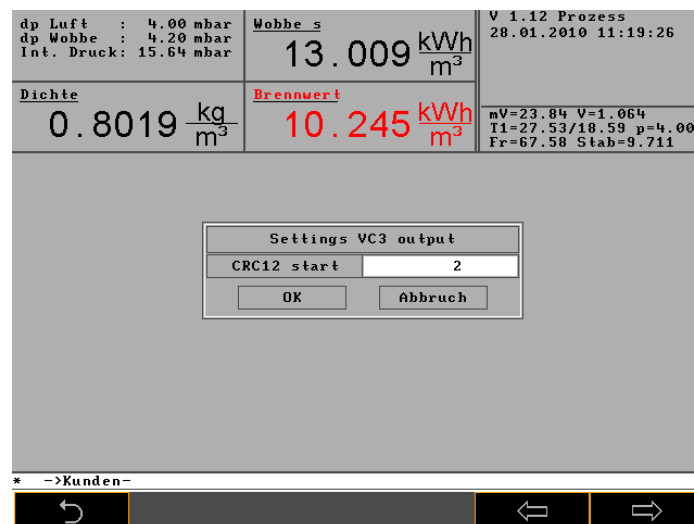 dp Luft : 4.00 mbar
dp Wobbe : 4.20 mbar
Int. Druck: 15.64 mbar
Wobbe s
13.009 kWh/m³
V 1.12 Prozess
28.01.2010 11:19:26
Dichte
0.8019 kg/m³
Brennwert
10.245 kWh/m³
mV=23.84 V=1.064
T1=27.53/18.59 p=4.00
Fr=67.58 Stab=9.711
Settings VC3 output
CRC12 start 2
OK Abbruch
* ->Kunden-